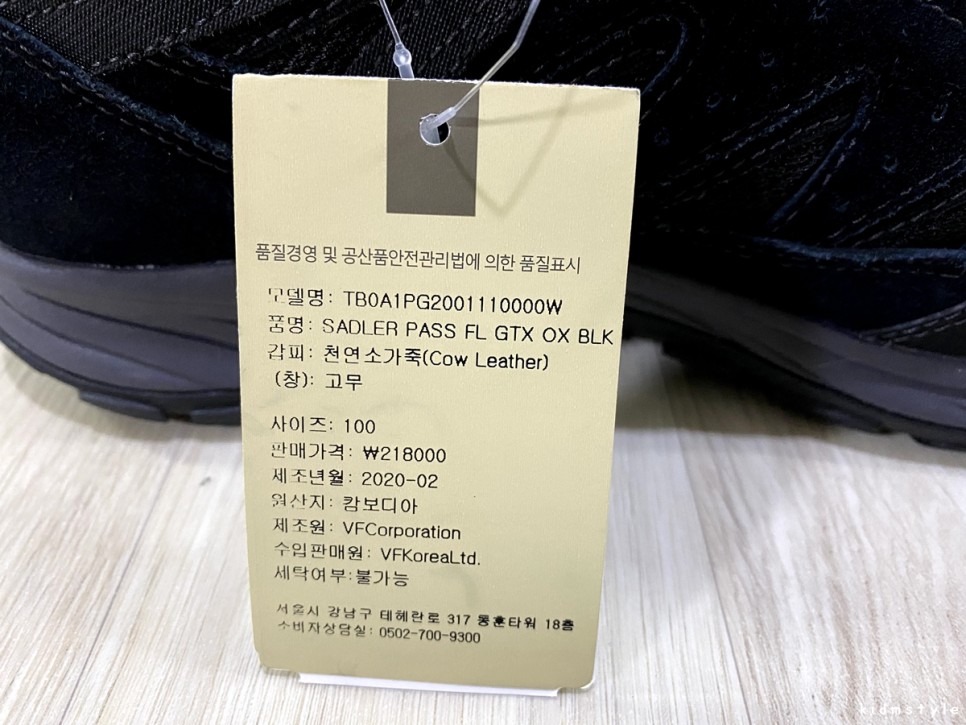 품질경영 및 공산품안전관리법에 의한 품질표시
모델명: TB0A1PG2001110000W
품명: SADLER PASS FL GTX OX BLK
갑피: 천연소가죽(Cow Leather)
(창): 고무
사이즈: 100
판매가격: ₩218000
제조년월: 2020-02
원산지: 캄보디아
제조원: VFCorporation
수입판매원: VFKoreaLtd.
세탁여부:불가능
서울시 강남구 테헤란로 317 동훈타워 18층
소비자상담실: 0502-700-9300
kidmstyle